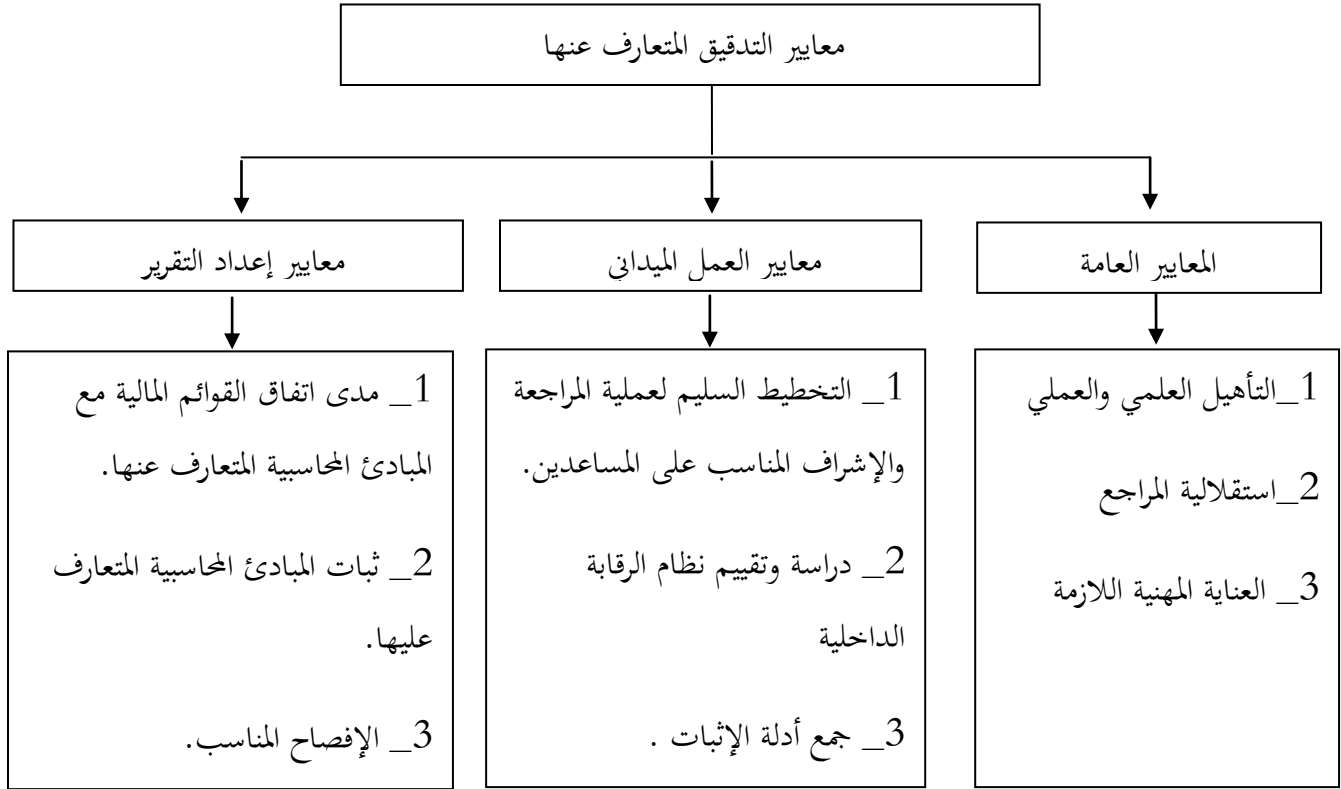 معايير التدقيق المتعارف عنها
المعايير العامة
معايير العمل الميداني
معايير إعداد التقرير
1_التأهيل العلمي والعملي
2_استقلالية المراجع
3_ العناية المهنية اللازمة
1_ التخطيط السليم لعملية المراجعة
والإشراف المناسب على المساعدين.
2_ دراسة وتقييم نظام الرقابة
الداخلية
3_ جمع أدلة الإثبات .
1_ مدى اتفاق القوائم المالية مع
المبادئ المحاسبية المتعارف عنها.
2_ ثبات المبادئ المحاسبية المتعارف
عليها.
3_ الإفصاح المناسب.